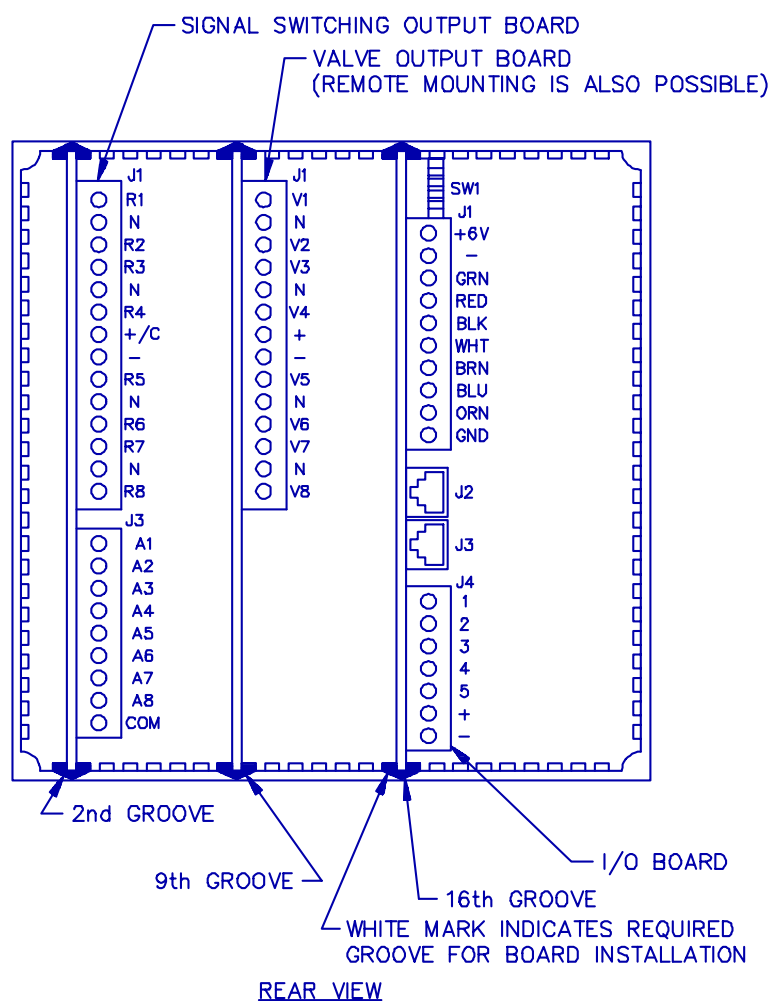 SIGNAL SWITCHING OUTPUT BOARD
VALVE OUTPUT BOARD
(REMOTE MOUNTING IS ALSO POSSIBLE)
J1
R1
N
R2
R3
N
R4
+/C
-
R5
N
R6
R7
N
R8
J3
A1
A2
A3
A4
A5
A6
A7
A8
COM
J1
V1
N
V2
V3
N
V4
+
-
V5
N
V6
V7
N
V8
SW1
J1
+6V
-
GRN
RED
BLK
WHT
BRN
BLU
ORN
GND
J2
J3
J4
1
2
3
4
5
+
-
2nd GROOVE
9th GROOVE
I/O BOARD
16th GROOVE
WHITE MARK INDICATES REQUIRED
GROOVE FOR BOARD INSTALLATION
REAR VIEW